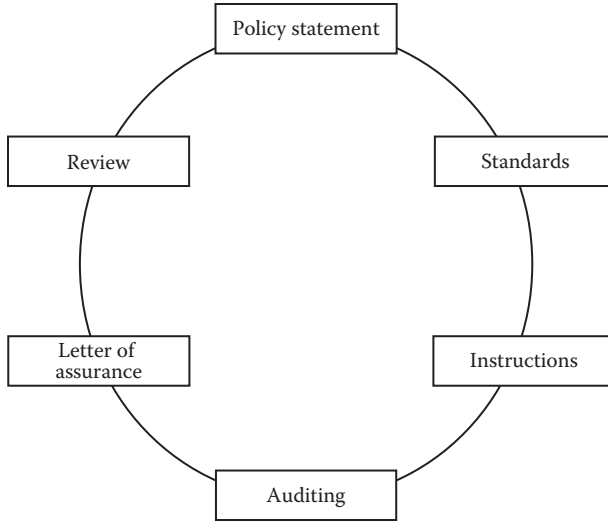 Policy statement
Review
Standards
Letter of
assurance
Instructions
Auditing